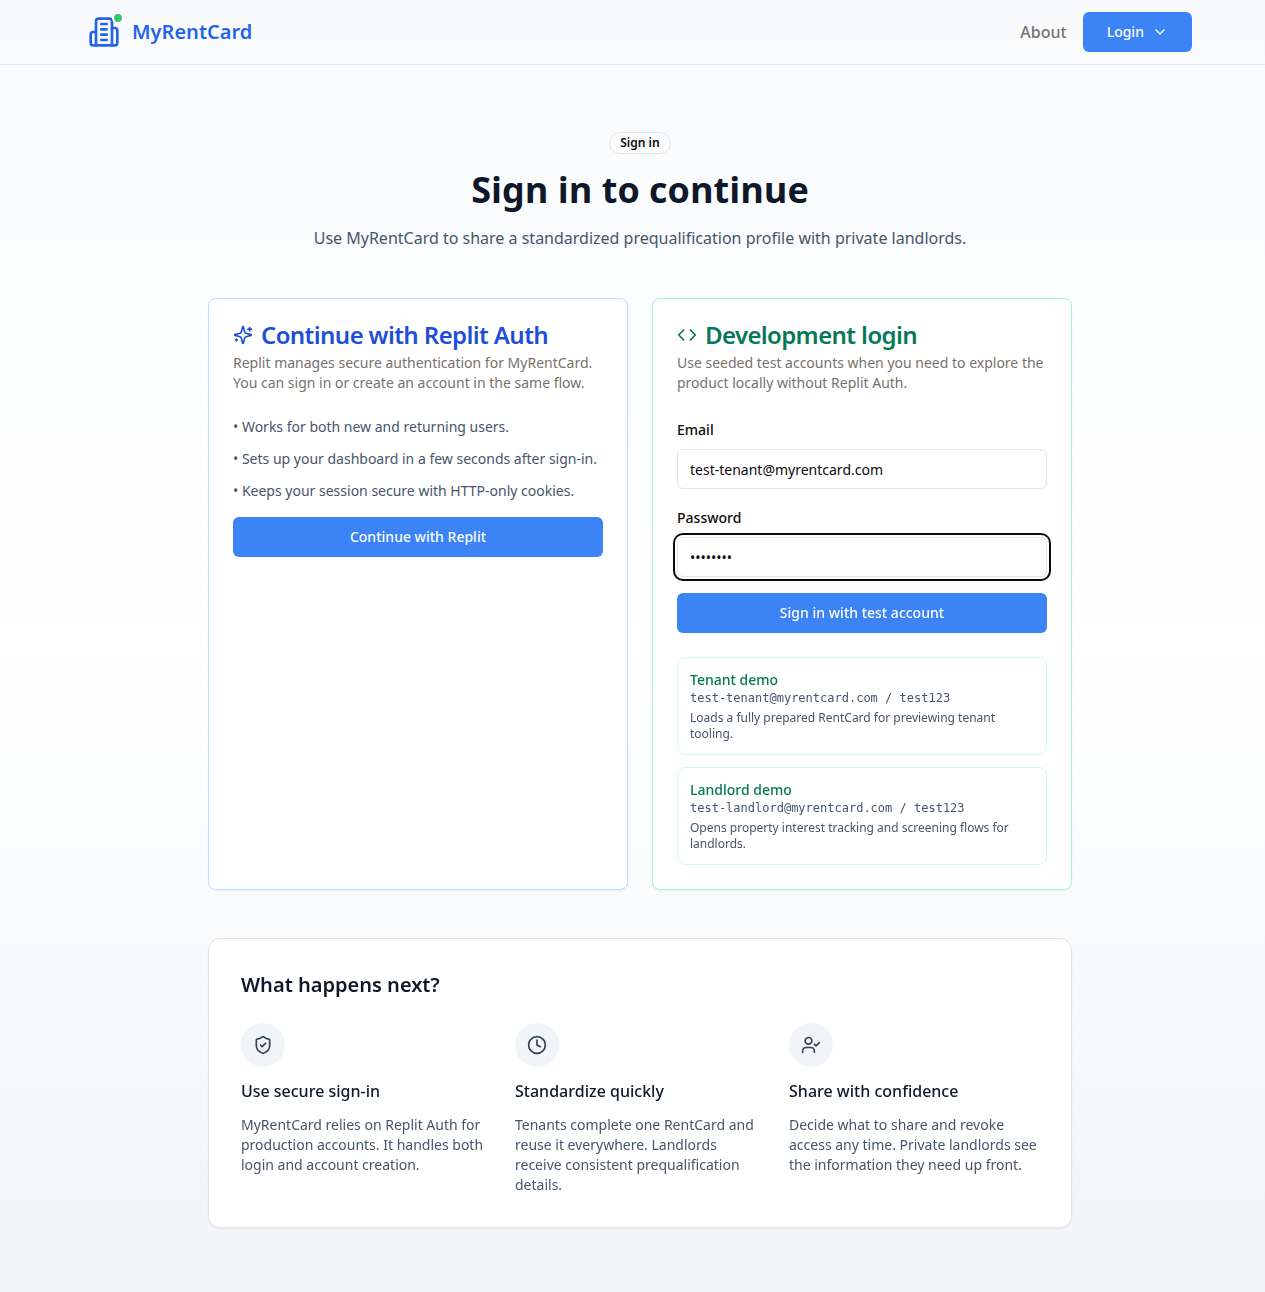 MyRentCard
About
Login
Sign in
Sign in to continue
Use MyRentCard to share a standardized prequalification profile with private landlords.
Continue with Replit Auth
Replit manages secure authentication for MyRentCard.
You can sign in or create an account in the same flow.
• Works for both new and returning users.
• Sets up your dashboard in a few seconds after sign-in.
• Keeps your session secure with HTTP-only cookies.
Continue with Replit
Development login
Use seeded test accounts when you need to explore the
product locally without Replit Auth.
Email
test-tenant@myrentcard.com
Password
••••••••
Sign in with test account
Tenant demo
test-tenant@myrentcard.com / test123
Loads a fully prepared RentCard for previewing tenant
tooling.
Landlord demo
test-landlord@myrentcard.com / test123
Opens property interest tracking and screening flows for
landlords.
What happens next?
Use secure sign-in
MyRentCard relies on Replit Auth for
production accounts. It handles both
login and account creation.
Standardize quickly
Tenants complete one RentCard and
reuse it everywhere. Landlords
receive consistent prequalification
details.
Share with confidence
Decide what to share and revoke
access any time. Private landlords see
the information they need up front.